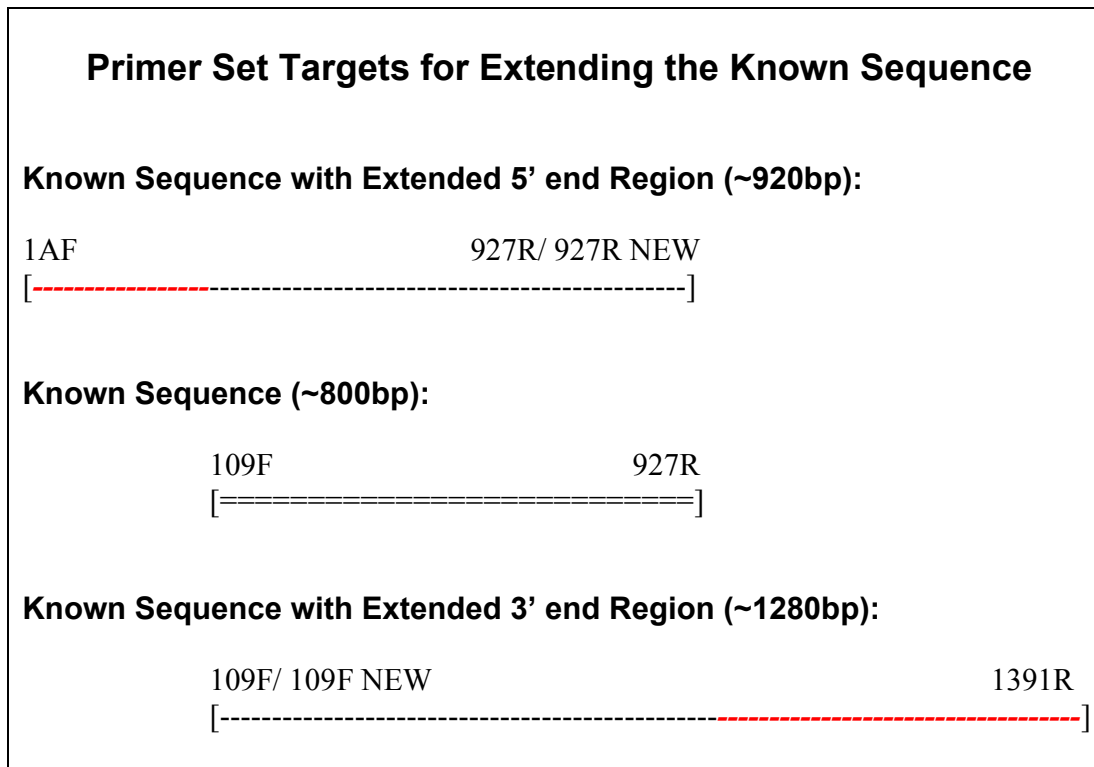 Primer Set Targets for Extending the Known Sequence
Known Sequence with Extended 5’ end Region (~920bp):
1AF 927R/ 927R NEW
[----------------------------------------------------------------]
Known Sequence (~800bp):
109F 927R
[===========================]
Known Sequence with Extended 3’ end Region (~1280bp):
109F/ 109F NEW 1391R
[-----------------------------------------------------------------------------------]